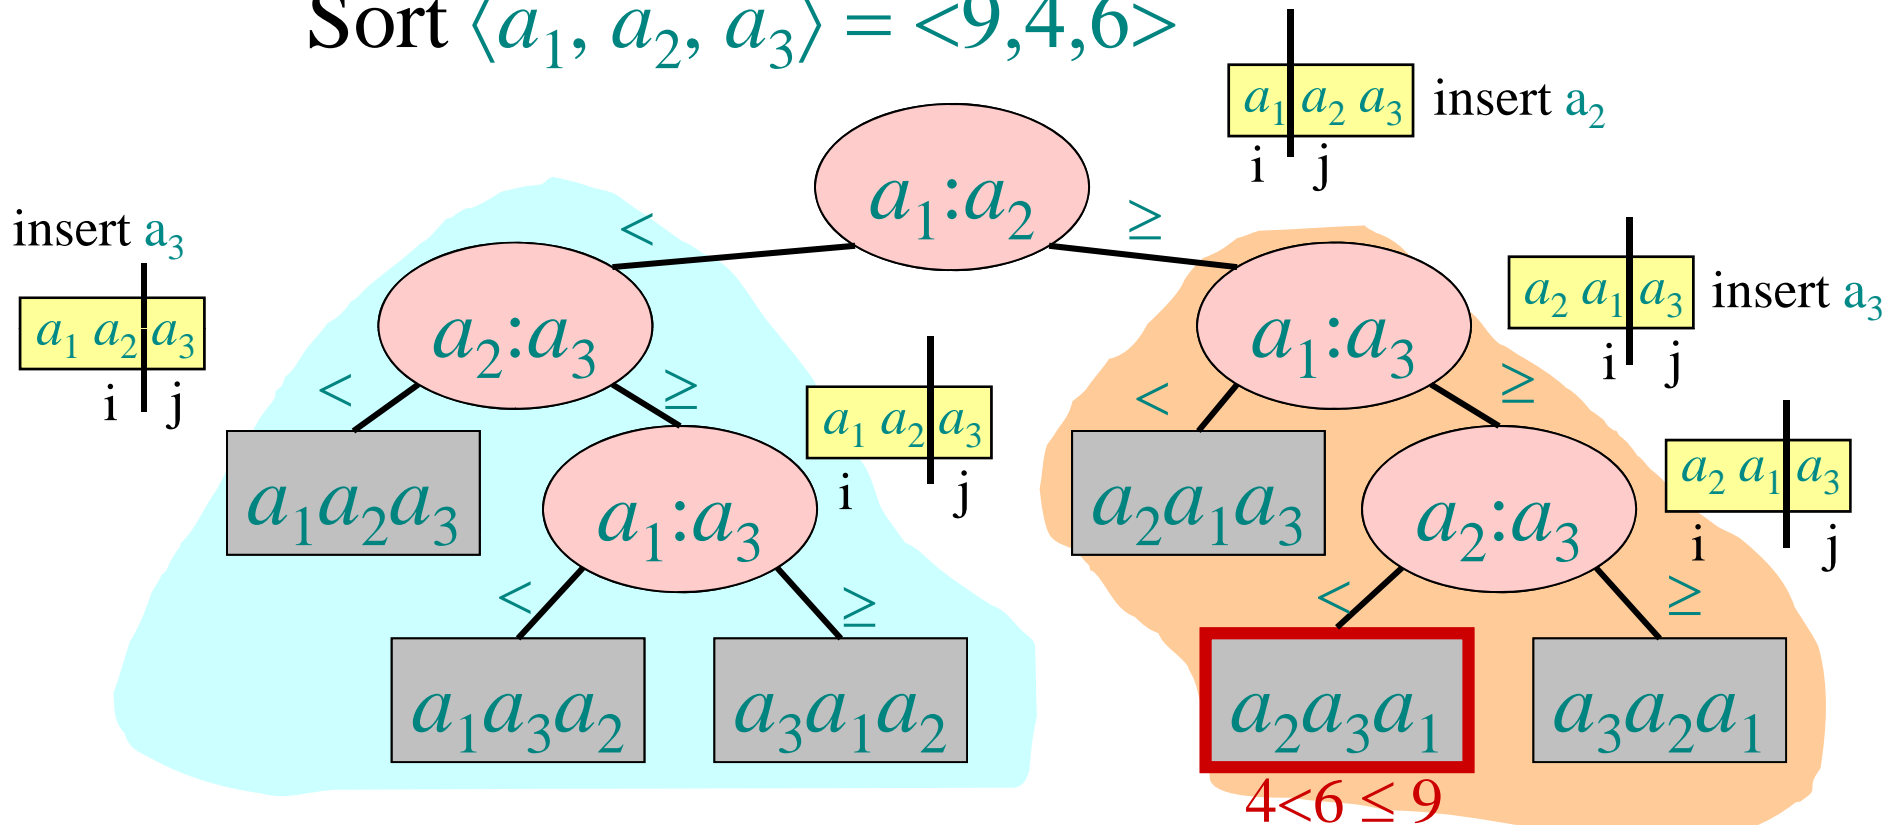 Sort ⟨a₁, a₂, a₃⟩ = <9,4,6>
a₁ a₂ a₃ insert a₂
i j
a₁:a₂
< ≥
insert a₃
a₁ a₂ a₃
i j
a₂:a₃
< ≥
a₁ a₂ a₃
i j
a₁:a₃
< ≥
a₂ a₁ a₃ insert a₃
i j
a₂ a₁ a₃
i j
a₁a₂a₃
a₁:a₃
< ≥
a₂a₁a₃
a₂:a₃
< ≥
a₁a₃a₂
a₃a₁a₂
a₂a₃a₁
a₃a₂a₁
4<6 ≤ 9